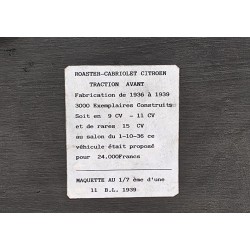 ROASTER-CABRIOLET CITROEN
TRACTION AVANT
Fabrication de 1936 à 1939
3000 Exemplaires Construits
Soit en 9 CV - 11 CV
et de rares 15 CV
au salon du 1-10-36 ce
véhicule était proposé
pour 24.000Francs
MAQUETTE AU 1/7 ème d'une
11 B.L. 1939